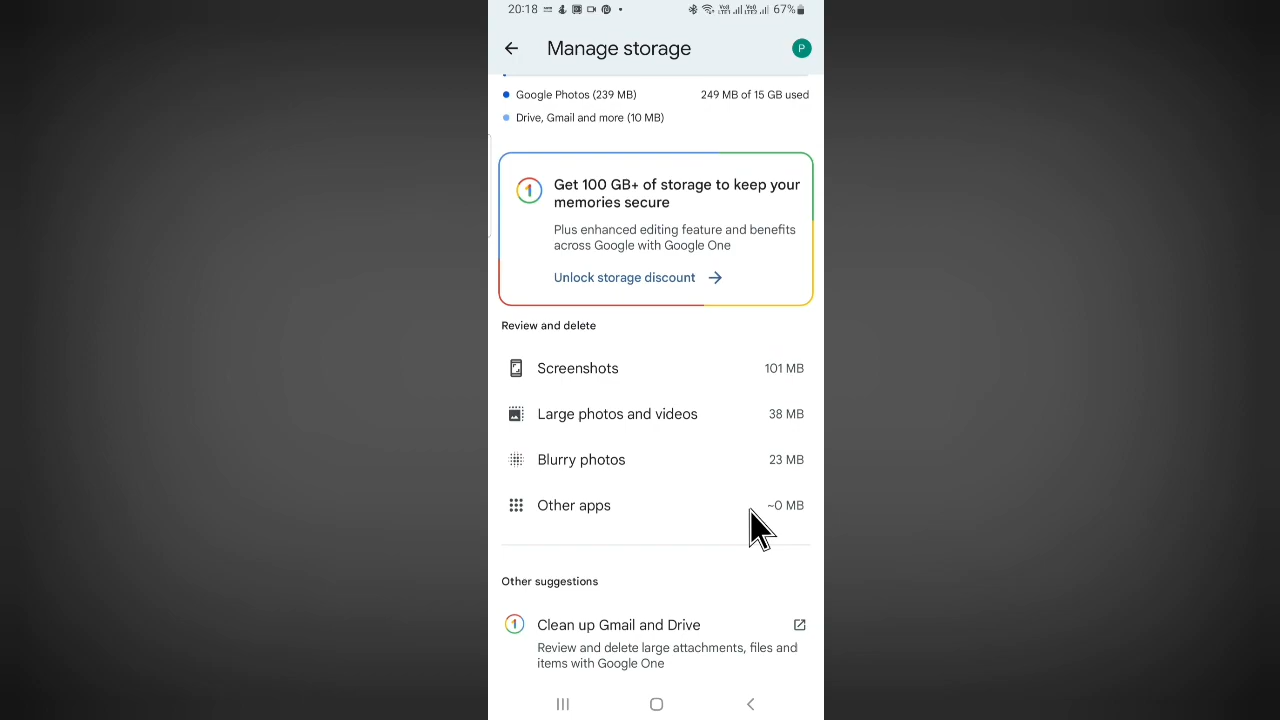 20:18 67%
Manage storage
P
Google Photos (239 MB) 249 MB of 15 GB used
Drive, Gmail and more (10 MB)
1 Get 100 GB+ of storage to keep your
memories secure
Plus enhanced editing feature and benefits
across Google with Google One
Unlock storage discount
Review and delete
Screenshots 101 MB
Large photos and videos 38 MB
Blurry photos 23 MB
Other apps ~0 MB
Other suggestions
1 Clean up Gmail and Drive
Review and delete large attachments, files and
items with Google One